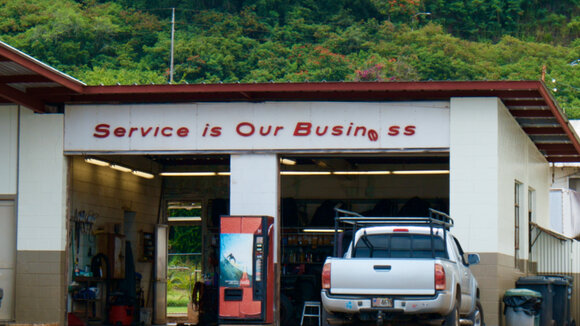 Service is Our Business